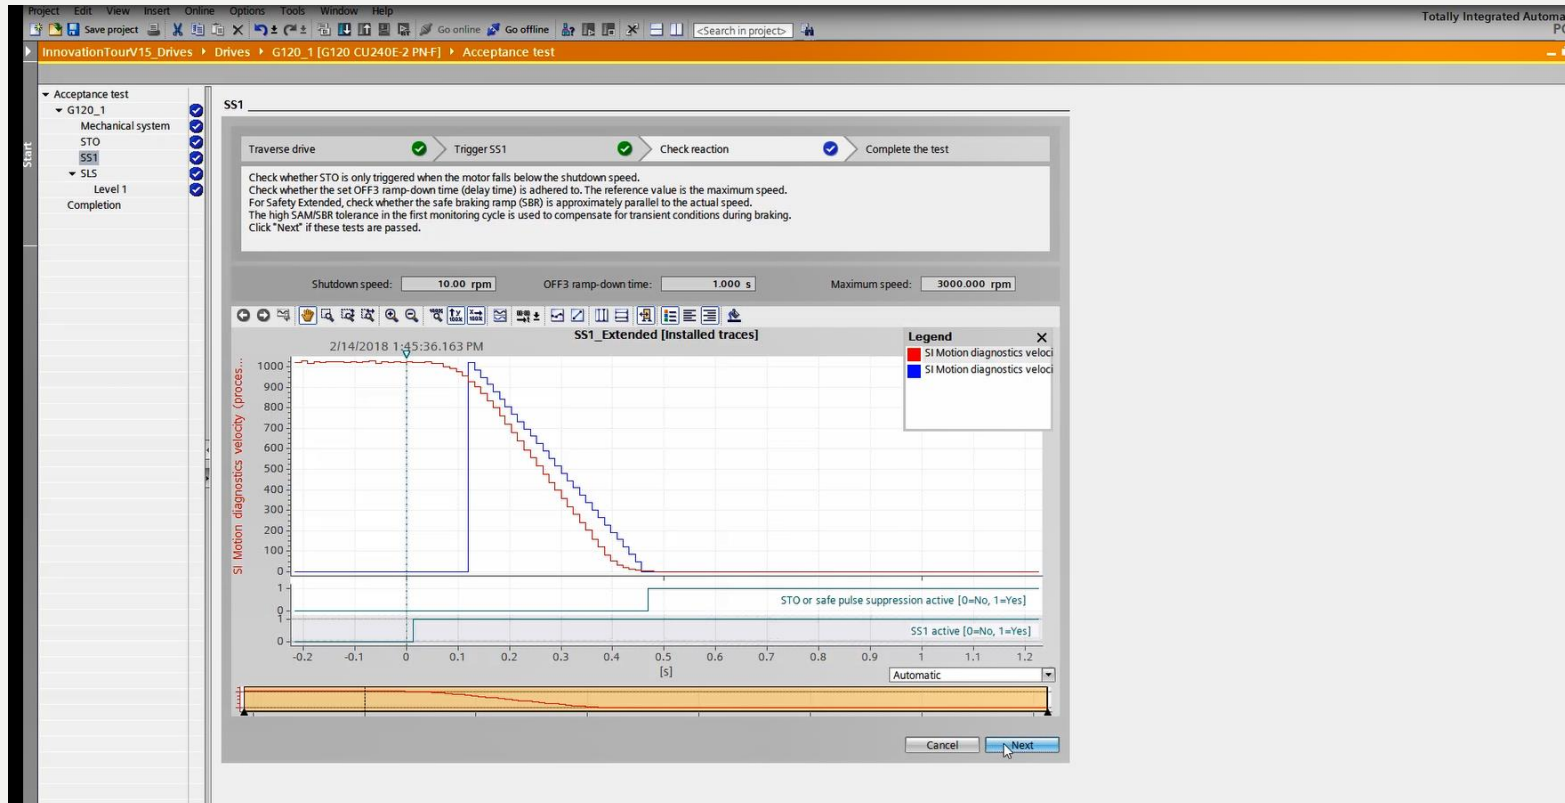 Project Edit View Insert Online Options Tools Window Help
Totally Integrated Automa
Save project Go online Go offline <Search in project>
InnovationTourV15_Drives Drives G120_1 [G120 CU240E-2 PN-F] Acceptance test
Start
Acceptance test
G120_1
Mechanical system
STO
SS1
SLS
Level 1
Completion
SS1
Traverse drive Trigger SS1 Check reaction Complete the test
Check whether STO is only triggered when the motor falls below the shutdown speed.
Check whether the set OFF3 ramp-down time (delay time) is adhered to. The reference value is the maximum speed.
For Safety Extended, check whether the safe braking ramp (SBR) is approximately parallel to the actual speed.
The high SAM/SBR tolerance in the first monitoring cycle is used to compensate for transient conditions during braking.
Click "Next" if these tests are passed.
Shutdown speed: 10.00 rpm OFF3 ramp-down time: 1.000 s Maximum speed: 3000.000 rpm
SS1_Extended [Installed traces]
2/14/2018 1:45:36.163 PM
Legend
SI Motion diagnostics veloci
SI Motion diagnostics veloci
SI Motion diagnostics velocity (proces...
1000
900
800
700
600
500
400
300
200
100
0
1
STO or safe pulse suppression active [0=No, 1=Yes]
0
1
SS1 active [0=No, 1=Yes]
0
-0.2 -0.1 0 0.1 0.2 0.3 0.4 0.5 0.6 0.7 0.8 0.9 1 1.1 1.2
[s]
Automatic
Cancel Next